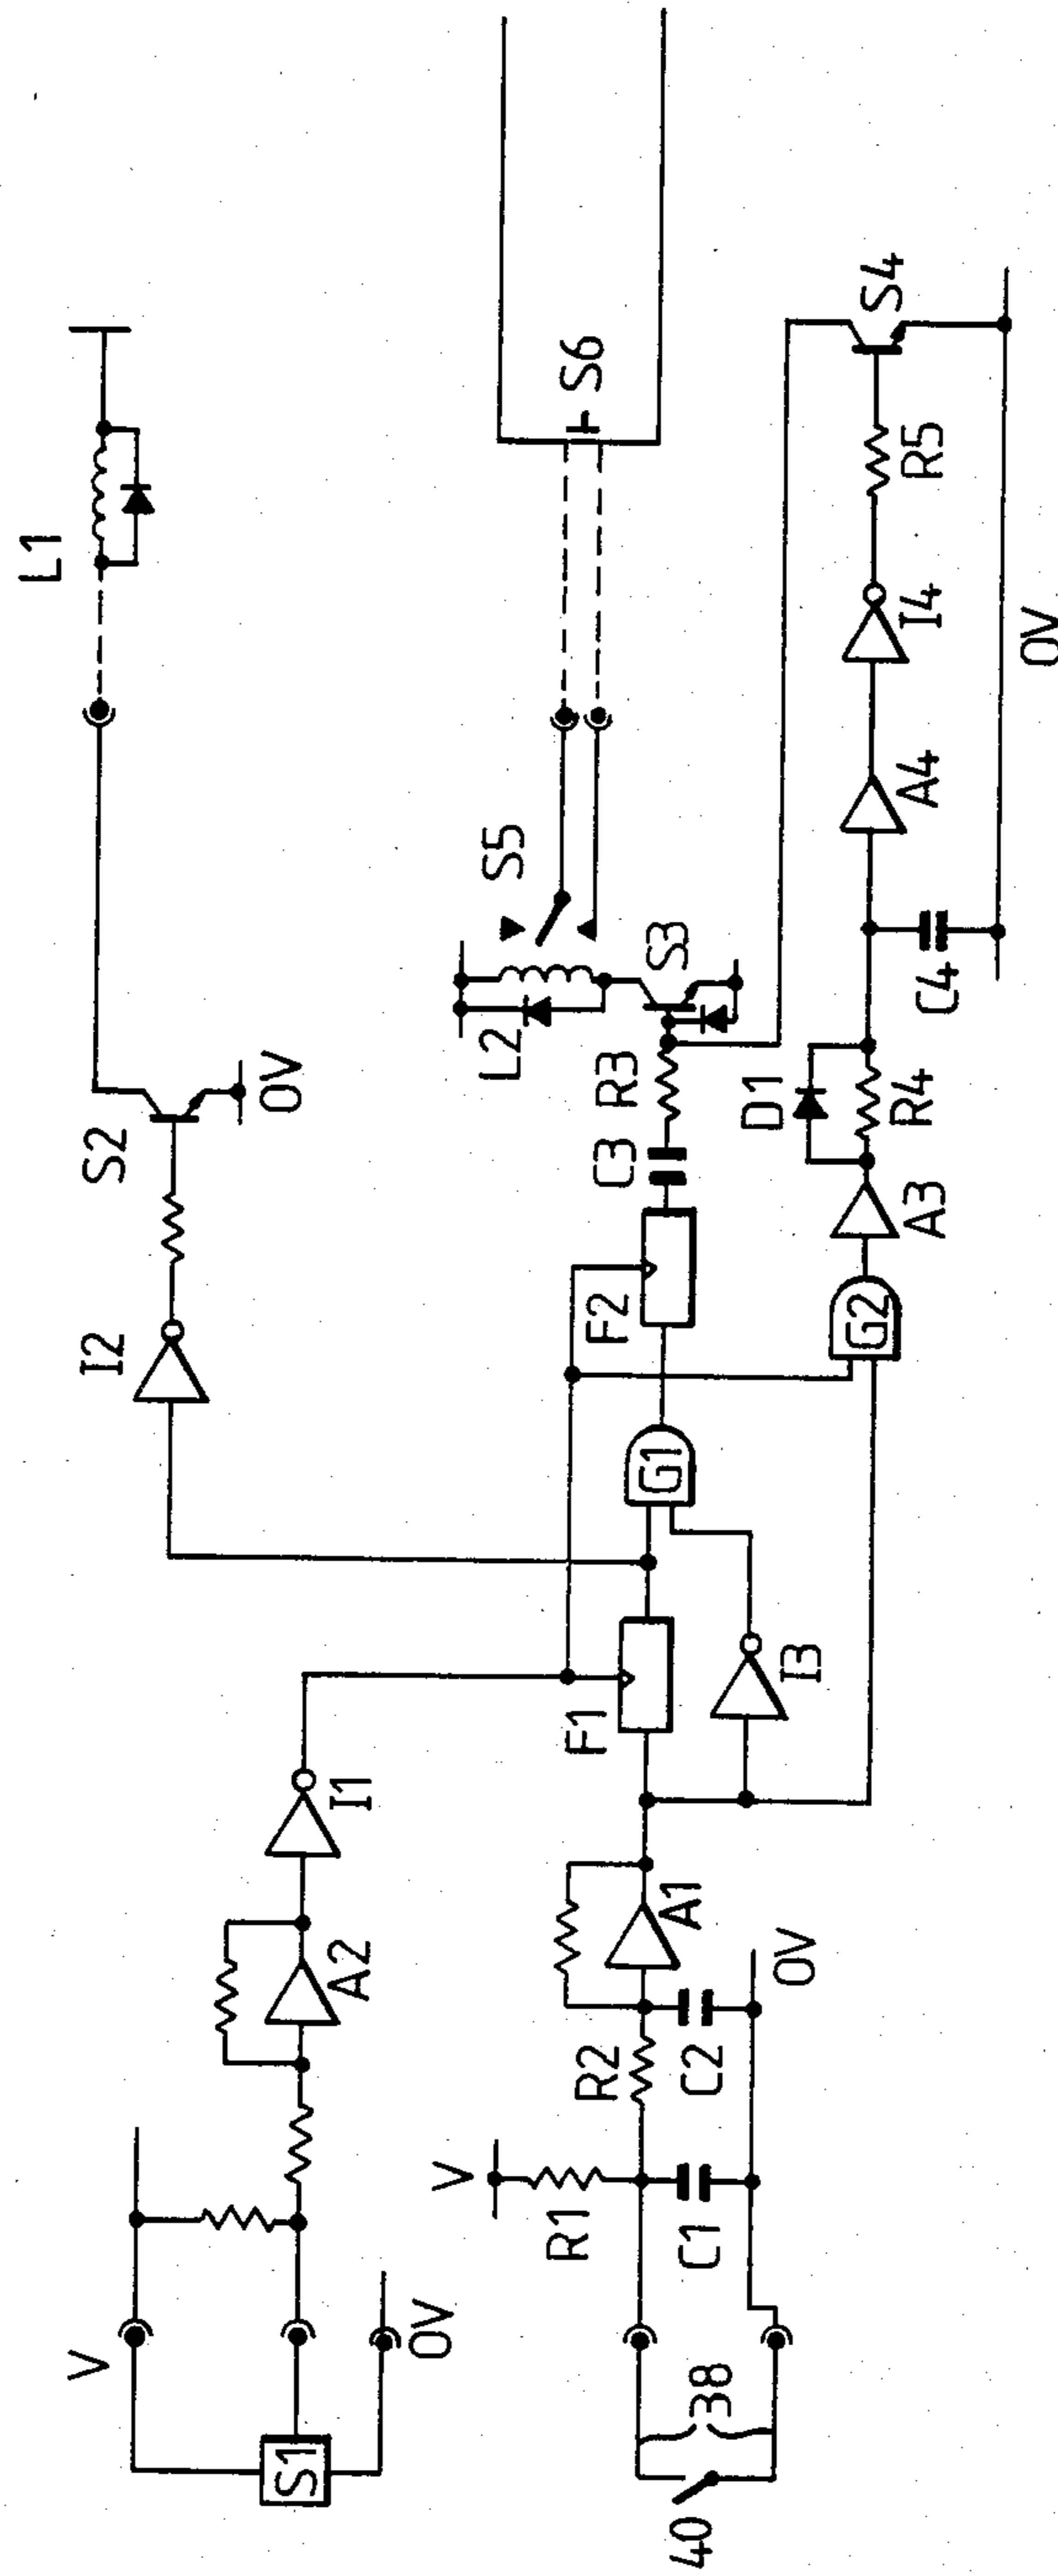 L1
I2
S2
0V
S5
S6
L2
S3
R3
C3
F2
G1
D1
R4
A3
G2
C4
A4
I4
R5
S4
0V
V
S1
0V
A2
I1
F1
I3
V
R1
R2
A1
C1
C2
0V
38
40